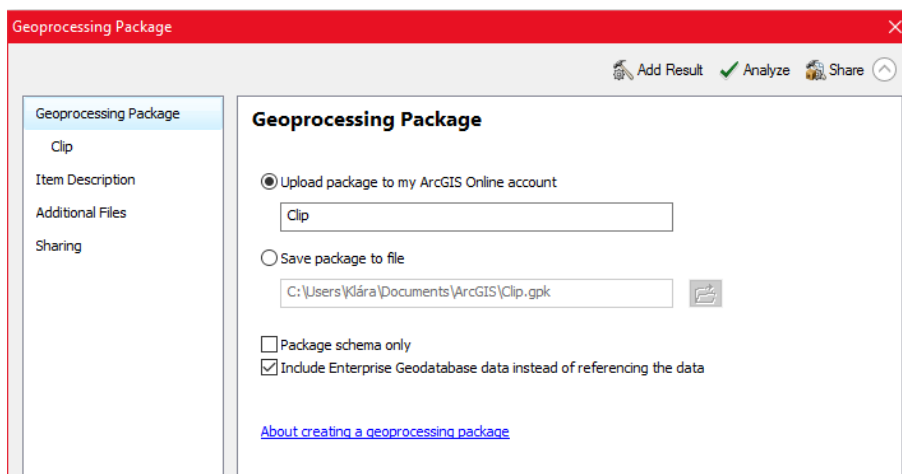 Geoprocessing Package
Add Result Analyze Share
Geoprocessing Package
Clip
Item Description
Additional Files
Sharing
Geoprocessing Package
Upload package to my ArcGIS Online account
Clip
Save package to file
C:\Users\Klára\Documents\ArcGIS\Clip.gpk
Package schema only
Include Enterprise Geodatabase data instead of referencing the data
About creating a geoprocessing package